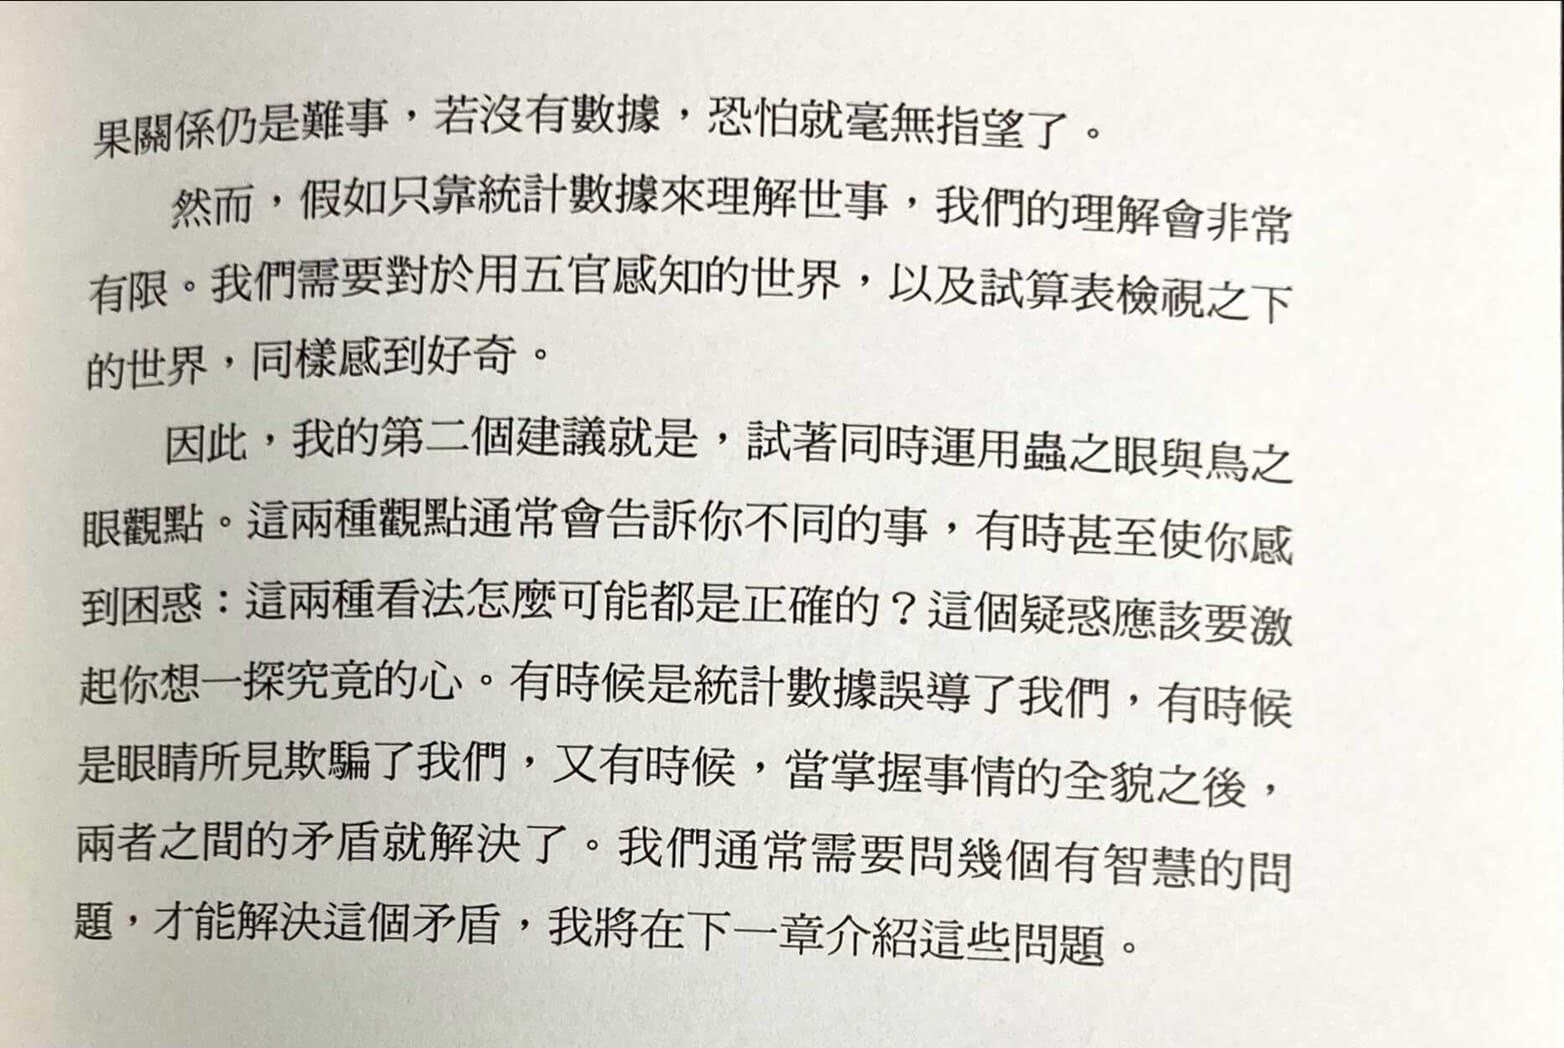 果關係仍是難事，若沒有數據，恐怕就毫無指望了。
然而，假如只靠統計數據來理解世事，我們的理解會非常
有限。我們需要對於用五官感知的世界，以及試算表檢視之下
的世界，同樣感到好奇。
因此，我的第二個建議就是，試著同時運用蟲之眼與鳥之
眼觀點。這兩種觀點通常會告訴你不同的事，有時甚至使你感
到困惑：這兩種看法怎麼可能都是正確的？這個疑惑應該要激
起你想一探究竟的心。有時候是統計數據誤導了我們，有時候
是眼睛所見欺騙了我們，又有時候，當掌握事情的全貌之後，
兩者之間的矛盾就解決了。我們通常需要問幾個有智慧的問
題，才能解決這個矛盾，我將在下一章介紹這些問題。